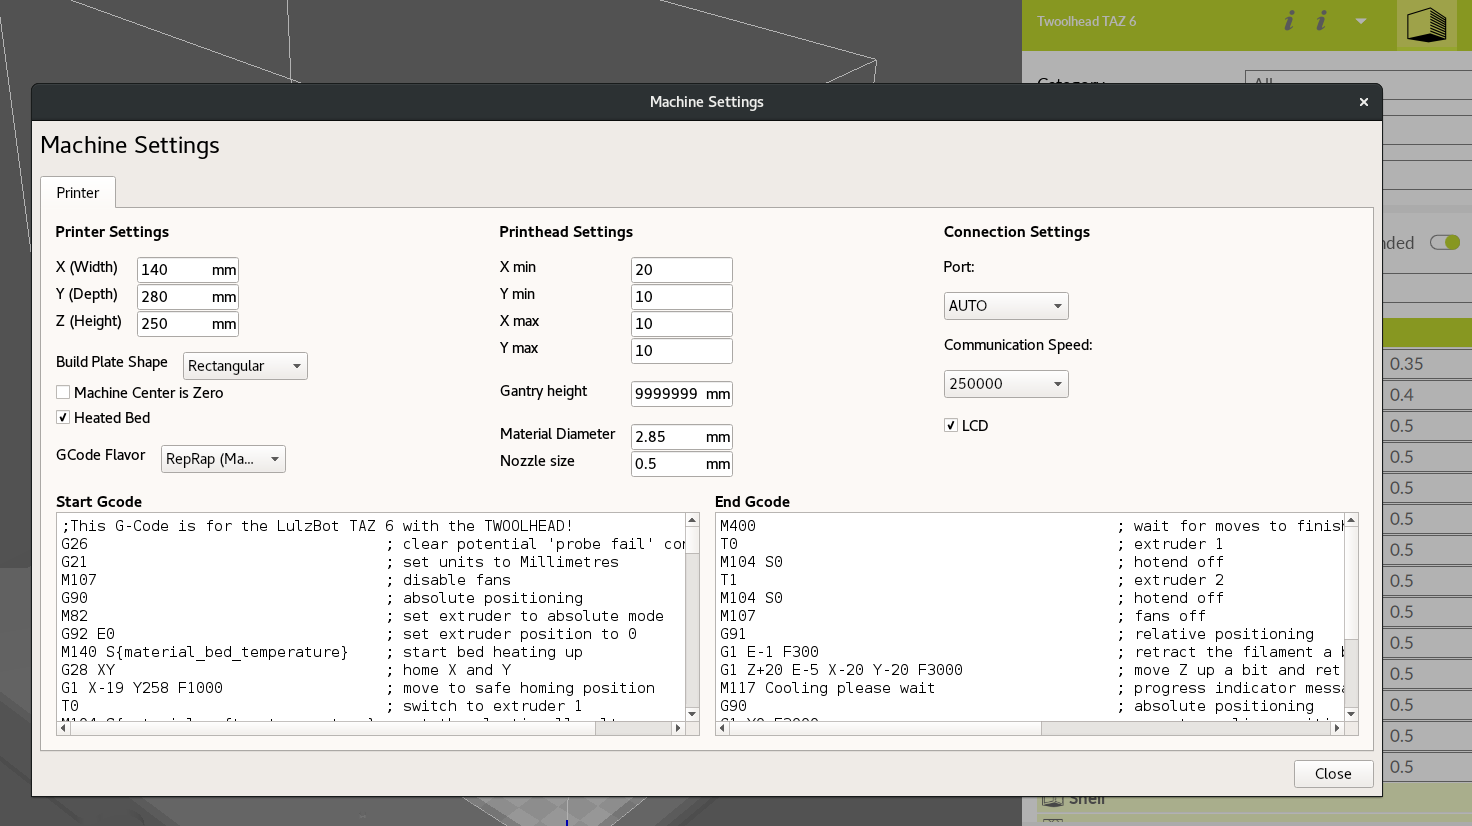 Twoolhead TAZ 6
Machine Settings
Machine Settings
Printer
Printer Settings
X (Width) 140 mm
Y (Depth) 280 mm
Z (Height) 250 mm
Build Plate Shape Rectangular
Machine Center is Zero
Heated Bed
GCode Flavor RepRap (Ma...
Printhead Settings
X min 20
Y min 10
X max 10
Y max 10
Gantry height 9999999 mm
Material Diameter 2.85 mm
Nozzle size 0.5 mm
Connection Settings
Port:
AUTO
Communication Speed:
250000
LCD
Start Gcode
;This G-Code is for the LulzBot TAZ 6 with the TWOOLHEAD!
G26 ; clear potential 'probe fail' con
G21 ; set units to Millimetres
M107 ; disable fans
G90 ; absolute positioning
M82 ; set extruder to absolute mode
G92 E0 ; set extruder position to 0
M140 S{material_bed_temperature} ; start bed heating up
G28 XY ; home X and Y
G1 X-19 Y258 F1000 ; move to safe homing position
T0 ; switch to extruder 1
End Gcode
M400 ; wait for moves to finish
T0 ; extruder 1
M104 S0 ; hotend off
T1 ; extruder 2
M104 S0 ; hotend off
M107 ; fans off
G91 ; relative positioning
G1 E-1 F300 ; retract the filament a b
G1 Z+20 E-5 X-20 Y-20 F3000 ; move Z up a bit and ret
M117 Cooling please wait ; progress indicator messa
G90 ; absolute positioning
Close
nded
0.35
0.4
0.5
0.5
0.5
0.5
0.5
0.5
0.5
0.5
0.5
0.5
0.5
0.5
Shell